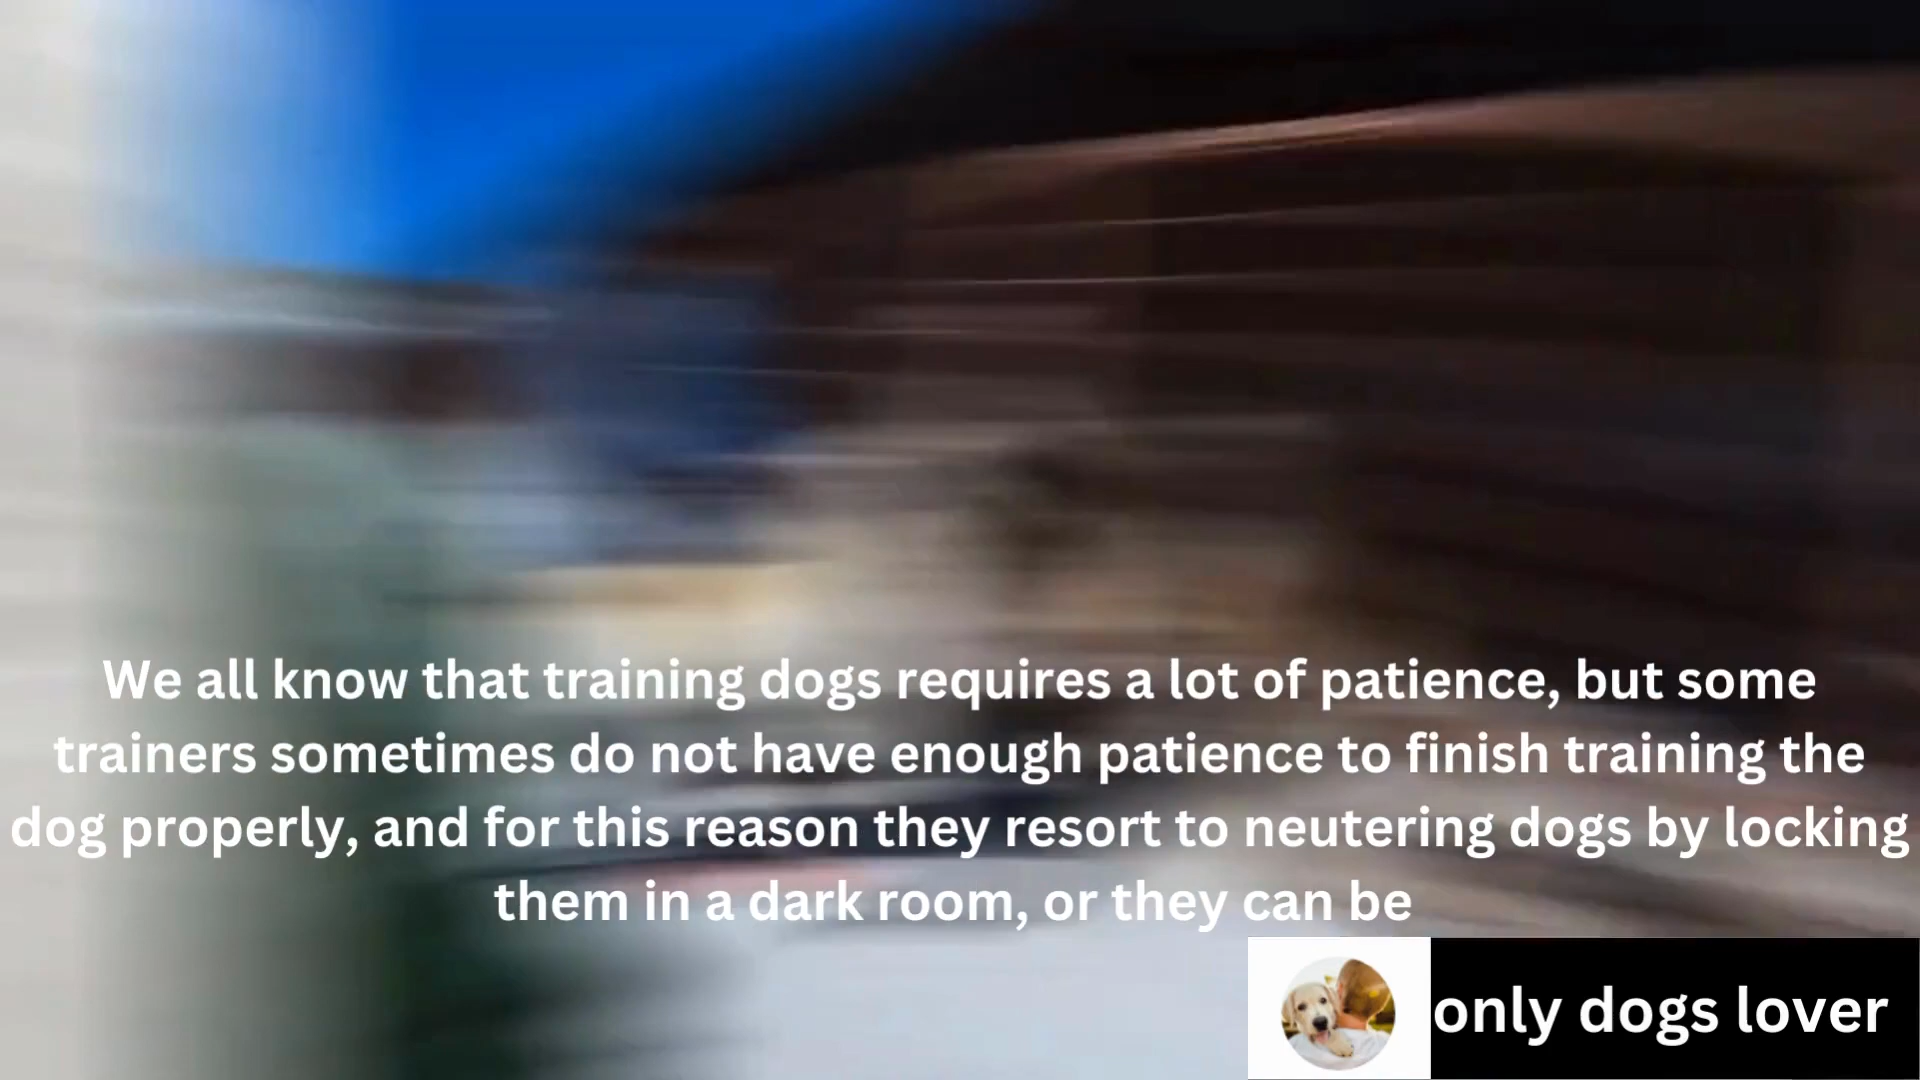 We all know that training dogs requires a lot of patience, but some
trainers sometimes do not have enough patience to finish training the
dog properly, and for this reason they resort to neutering dogs by locking
them in a dark room, or they can be
only dogs lover